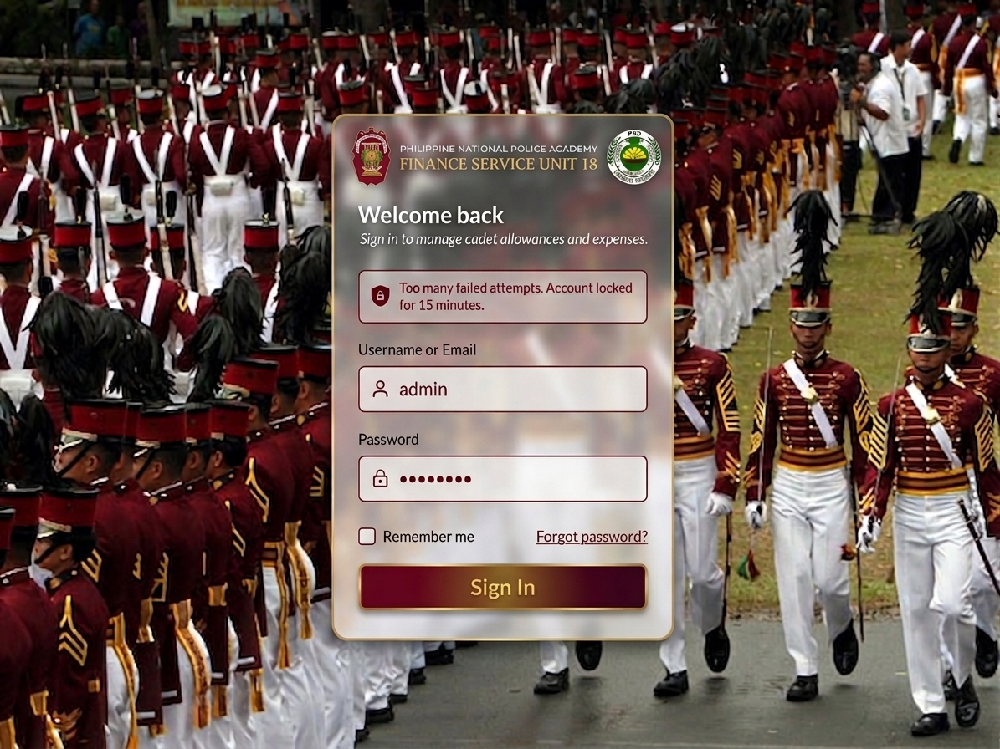 PHILIPPINE NATIONAL POLICE ACADEMY
FINANCE SERVICE UNIT 18
Welcome back
Sign in to manage cadet allowances and expenses.
Too many failed attempts. Account locked
for 15 minutes.
Username or Email
admin
Password
Remember me
Forgot password?
Sign In